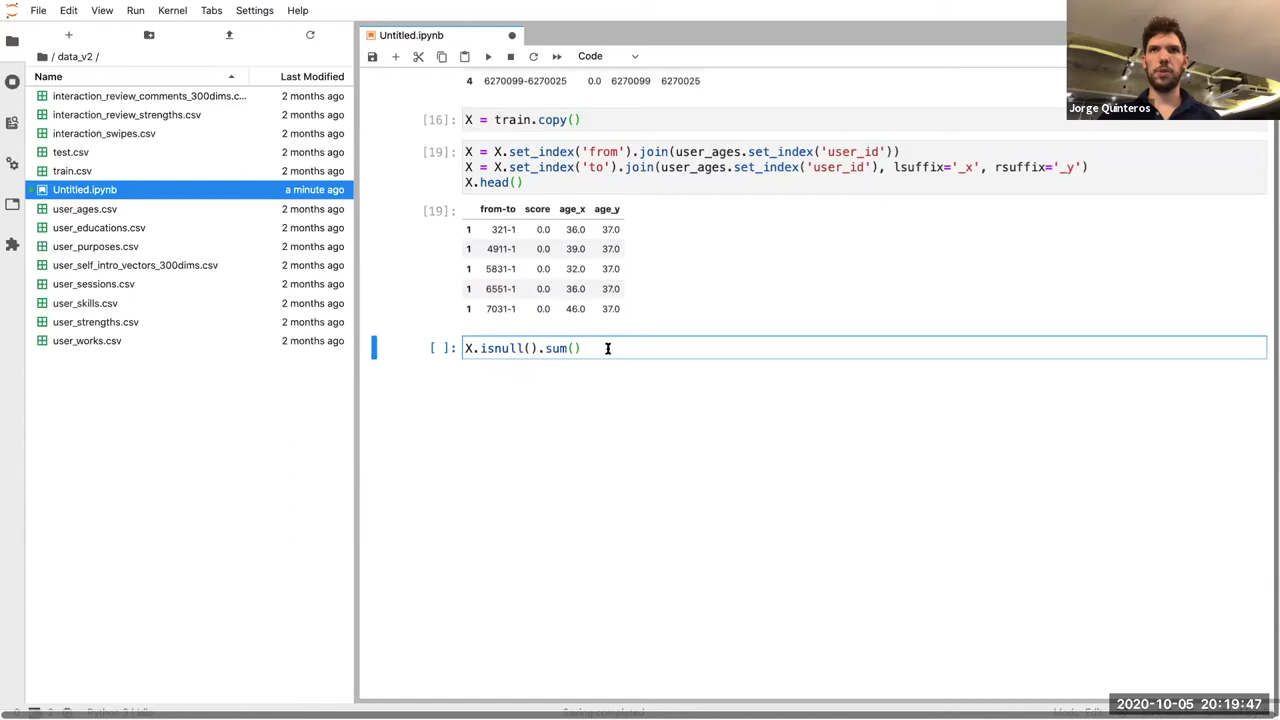 File Edit View Run Kernel Tabs Settings Help
/ data_v2 /
Name Last Modified
interaction_review_comments_300dims.c... 2 months ago
interaction_review_strengths.csv 2 months ago
interaction_swipes.csv 2 months ago
test.csv 2 months ago
train.csv 2 months ago
Untitled.ipynb a minute ago
user_ages.csv 2 months ago
user_educations.csv 2 months ago
user_purposes.csv 2 months ago
user_self_intro_vectors_300dims.csv 2 months ago
user_sessions.csv 2 months ago
user_skills.csv 2 months ago
user_strengths.csv 2 months ago
user_works.csv 2 months ago
Untitled.ipynb
Code
4 6270099-6270025 0.0 6270099 6270025
[16]: X = train.copy()
[19]: X = X.set_index('from').join(user_ages.set_index('user_id'))
X = X.set_index('to').join(user_ages.set_index('user_id'), lsuffix='_x', rsuffix='_y')
X.head()
[19]: from-to score age_x age_y
1 321-1 0.0 36.0 37.0
1 4911-1 0.0 39.0 37.0
1 5831-1 0.0 32.0 37.0
1 6551-1 0.0 36.0 37.0
1 7031-1 0.0 46.0 37.0
[ ]: X.isnull().sum()
Jorge Quinteros
Saving completed
2020-10-05 20:19:47